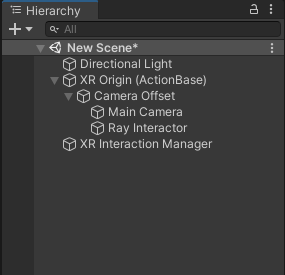 Hierarchy
All
New Scene*
Directional Light
XR Origin (ActionBase)
Camera Offset
Main Camera
Ray Interactor
XR Interaction Manager